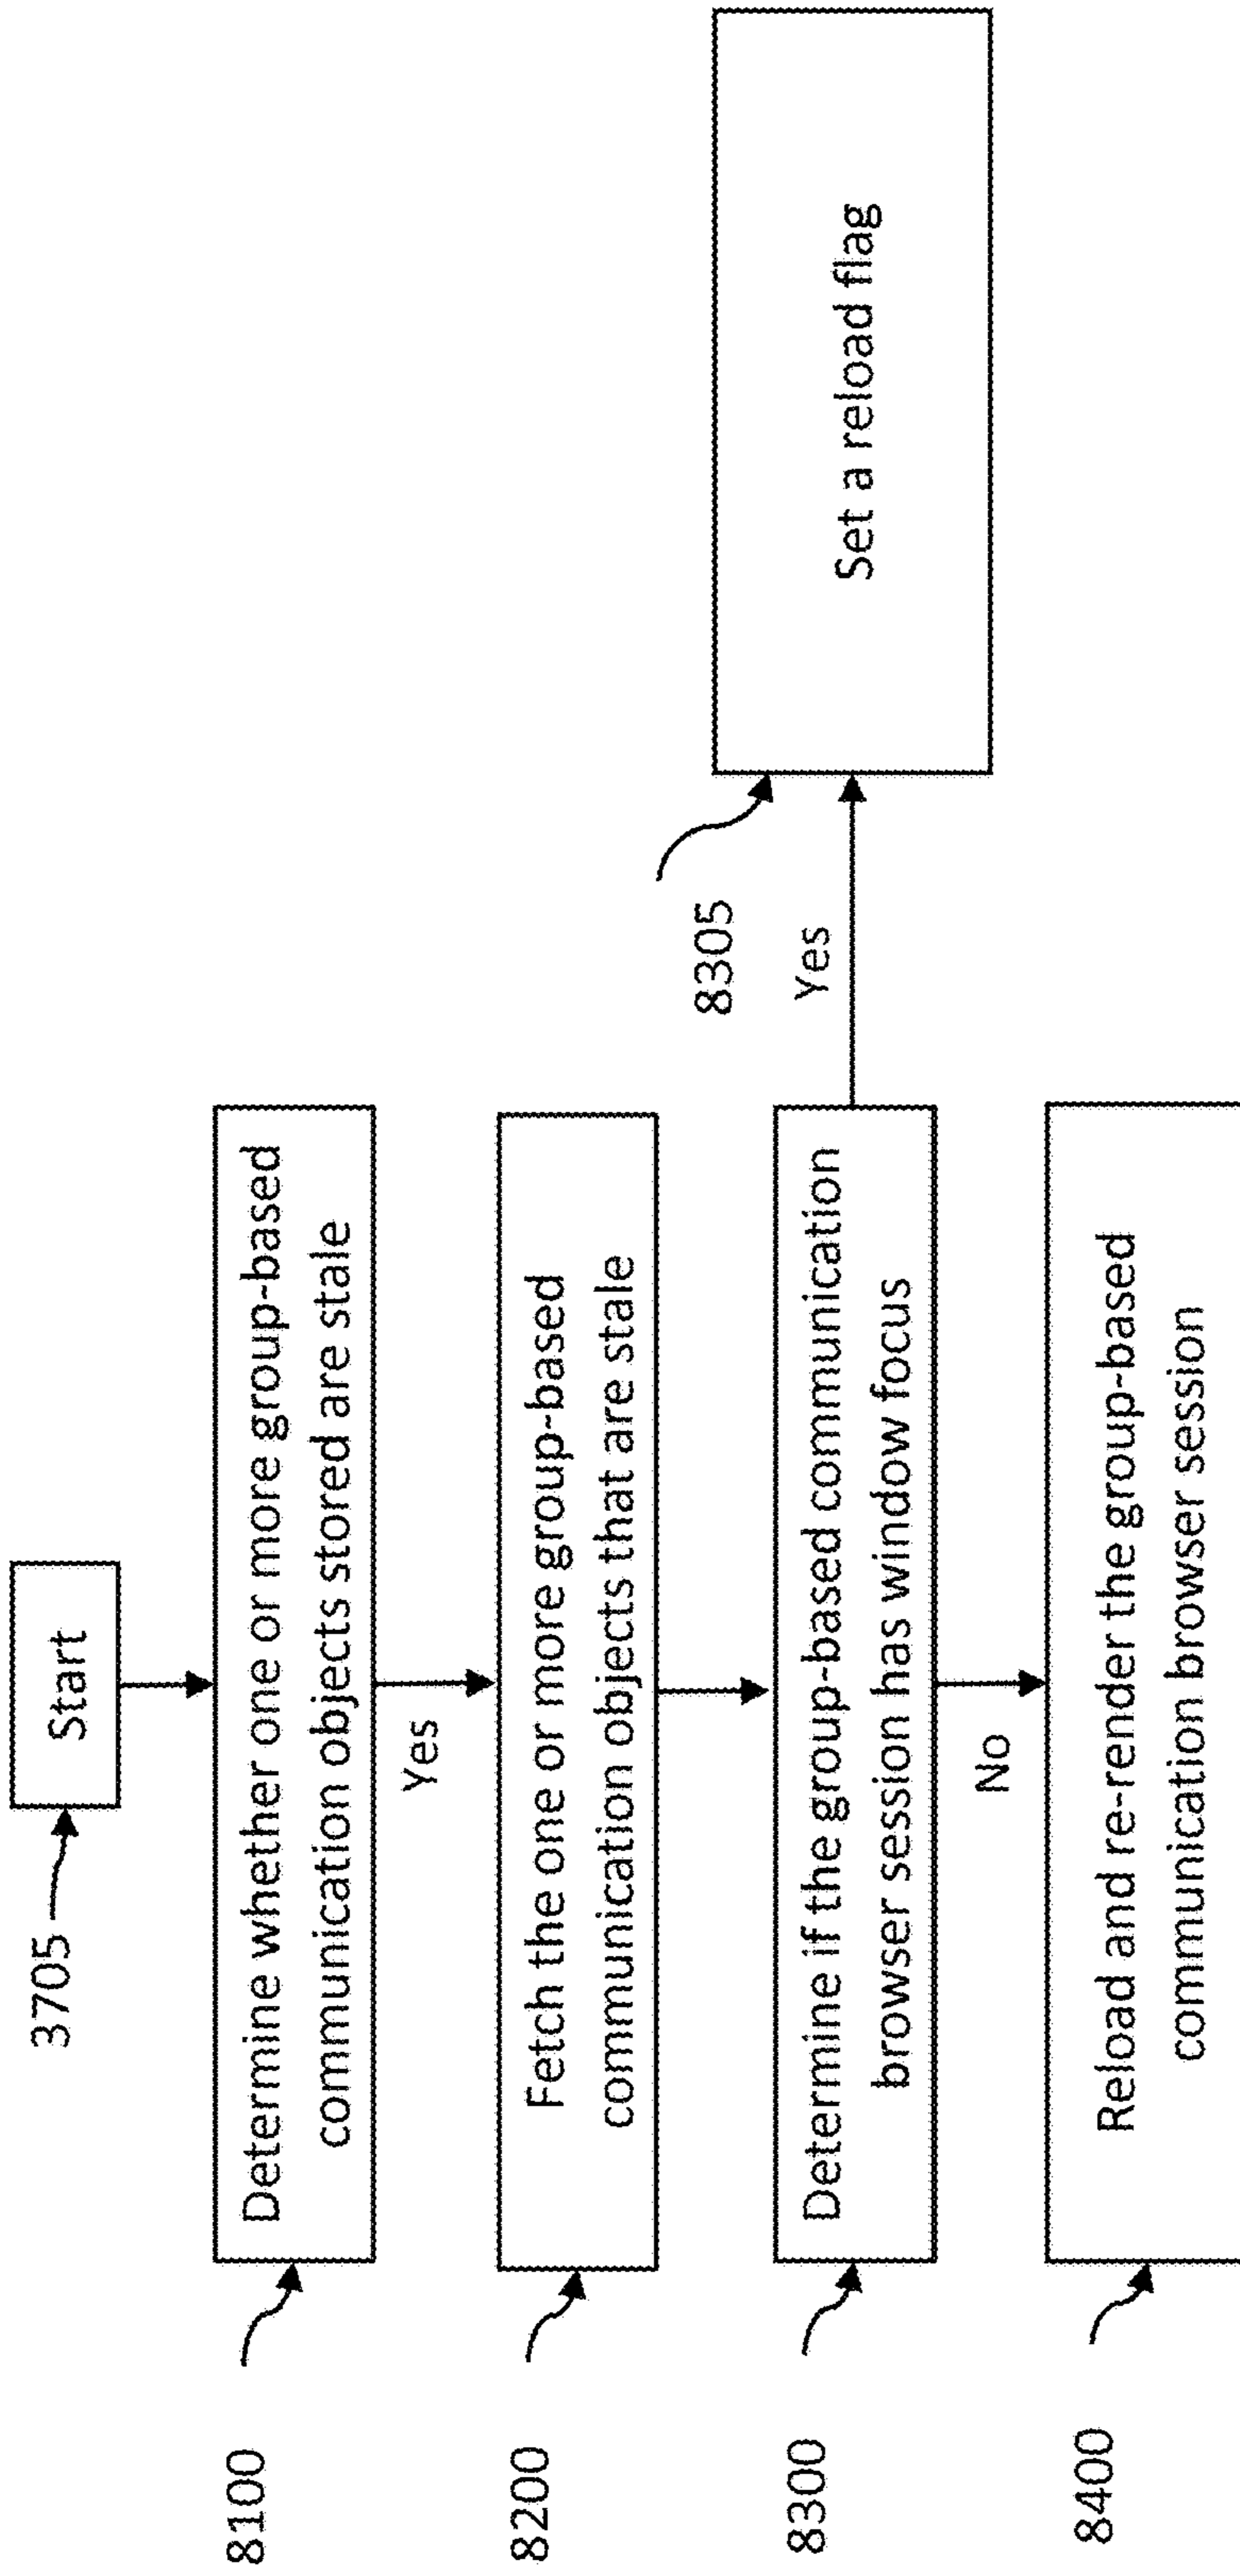 3705
Start
8100
Determine whether one or more group-based
communication objects stored are stale
Yes
8200
Fetch the one or more group-based
communication objects that are stale
8300
Determine if the group-based communication
browser session has window focus
Yes
8305
Set a reload flag
No
8400
Reload and re-render the group-based
communication browser session